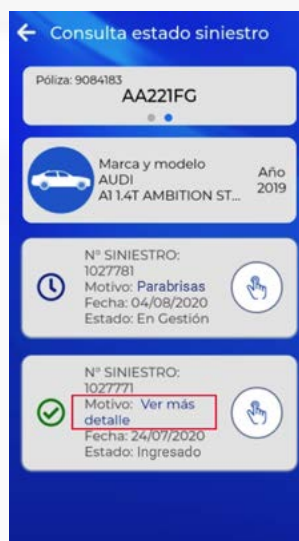 Consulta estado siniestro
Póliza: 9084183
AA221FG
Marca y modelo
AUDI
A1 1.4T AMBITION ST...
Año
2019
N° SINIESTRO:
1027781
Motivo: Parabrisas
Fecha: 04/08/2020
Estado: En Gestión
N° SINIESTRO:
1027771
Motivo: Ver más
detalle
Fecha: 24/07/2020
Estado: Ingresado